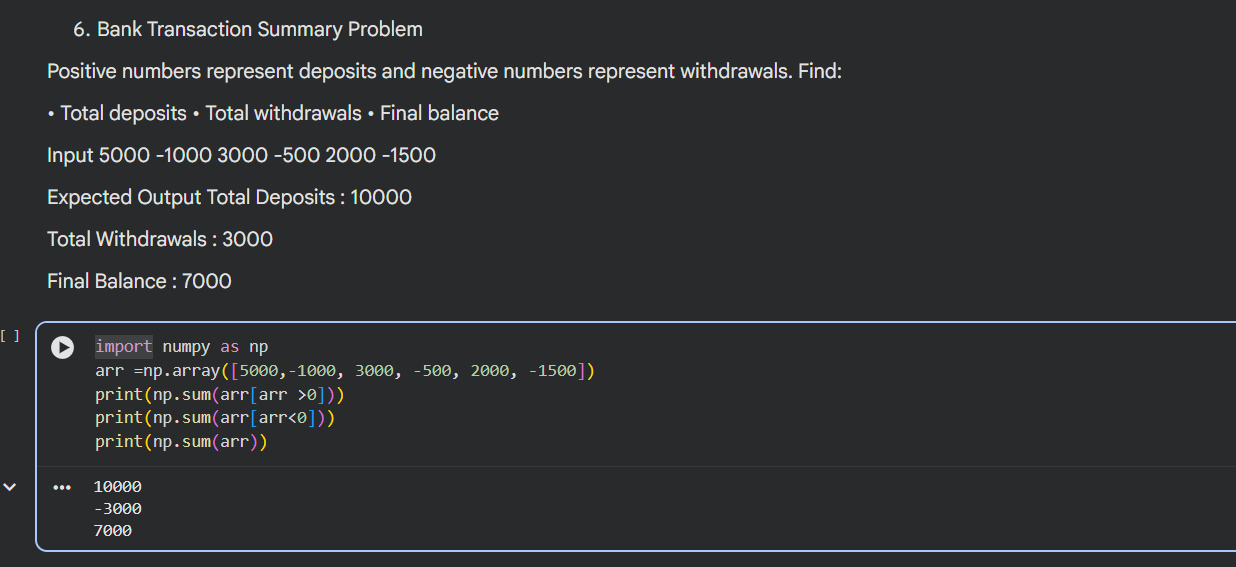 6. Bank Transaction Summary Problem
Positive numbers represent deposits and negative numbers represent withdrawals. Find:
• Total deposits • Total withdrawals • Final balance
Input 5000 -1000 3000 -500 2000 -1500
Expected Output Total Deposits : 10000
Total Withdrawals : 3000
Final Balance : 7000
[ ]
import numpy as np
arr =np.array([5000,-1000, 3000, -500, 2000, -1500])
print(np.sum(arr[arr >0]))
print(np.sum(arr[arr<0]))
print(np.sum(arr))
10000
-3000
7000